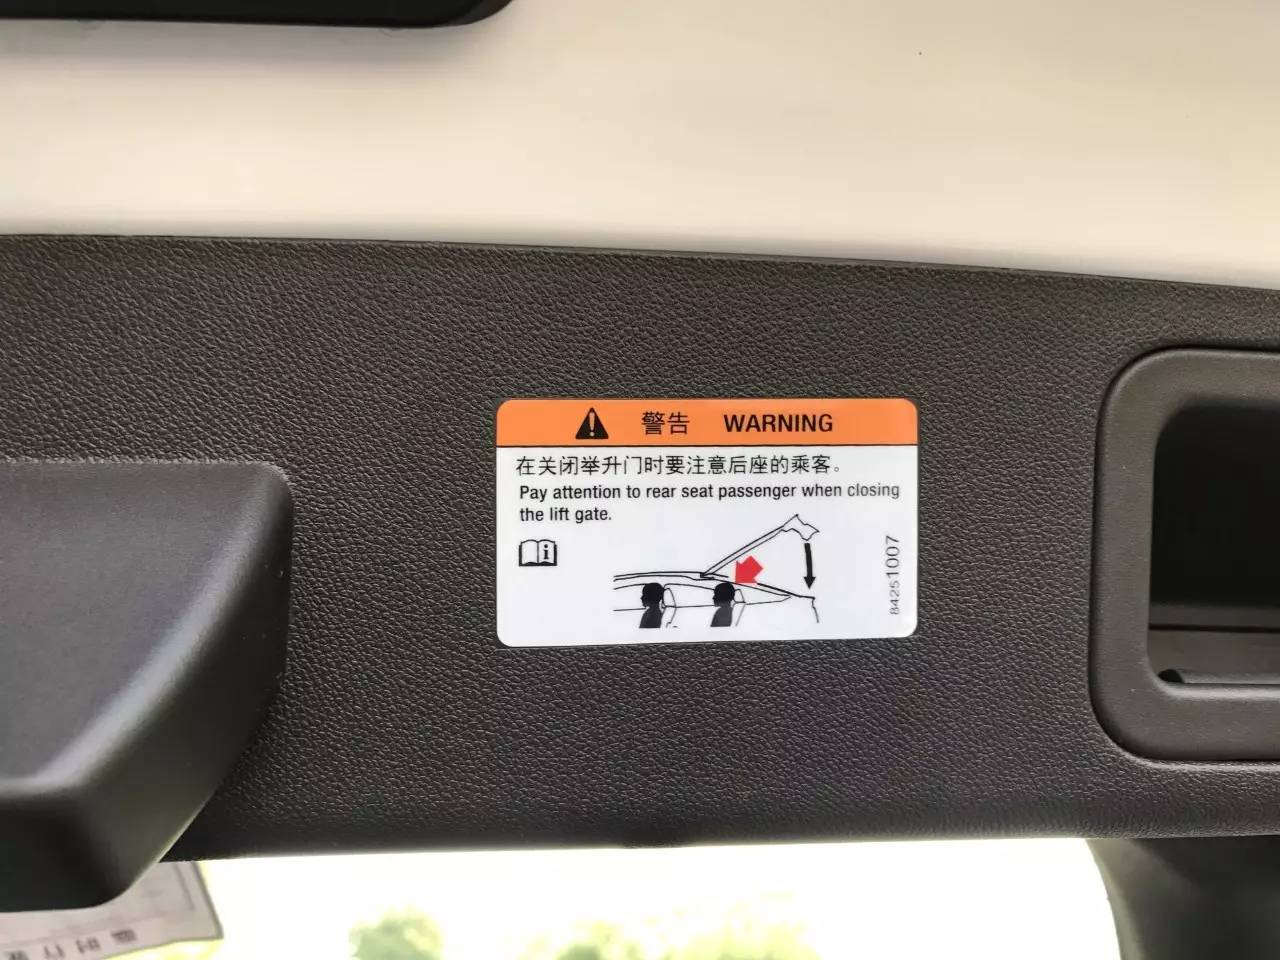 警告 WARNING
在关闭举升门时要注意后座的乘客。
Pay attention to rear seat passenger when closing
the lift gate.
84251007